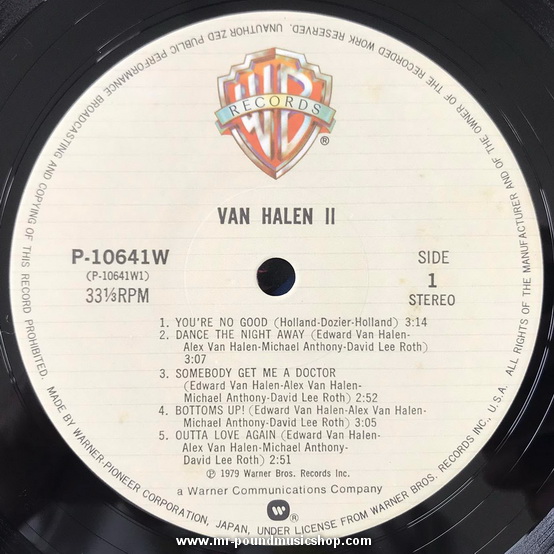 WB
RECORDS
®
VAN HALEN II
P-10641W
(P-10641W1)
33⅓RPM
SIDE
1
STEREO
1. YOU'RE NO GOOD (Holland-Dozier-Holland) 3:14
2. DANCE THE NIGHT AWAY (Edward Van Halen-
Alex Van Halen-Michael Anthony-David Lee Roth)
3:07
3. SOMEBODY GET ME A DOCTOR
(Edward Van Halen-Alex Van Halen-
Michael Anthony-David Lee Roth) 2:52
4. BOTTOMS UP! (Edward Van Halen-Alex Van Halen-
Michael Anthony-David Lee Roth) 3:05
5. OUTTA LOVE AGAIN (Edward Van Halen-
Alex Van Halen-Michael Anthony-
David Lee Roth) 2:51
℗ 1979 Warner Bros. Records Inc.
a Warner Communications Company
W®
MADE BY WARNER-PIONEER CORPORATION, JAPAN, UNDER LICENSE FROM WARNER BROS. RECORDS INC., U.S.A. ALL RIGHTS OF THE MANUFACTURER AND OF THE OWNER OF THE RECORDED WORK RESERVED. UNAUTHORIZED PUBLIC PERFORMANCE BROADCASTING AND COPYING OF THIS RECORD PROHIBITED.
www.mr-poundmusicshop.com